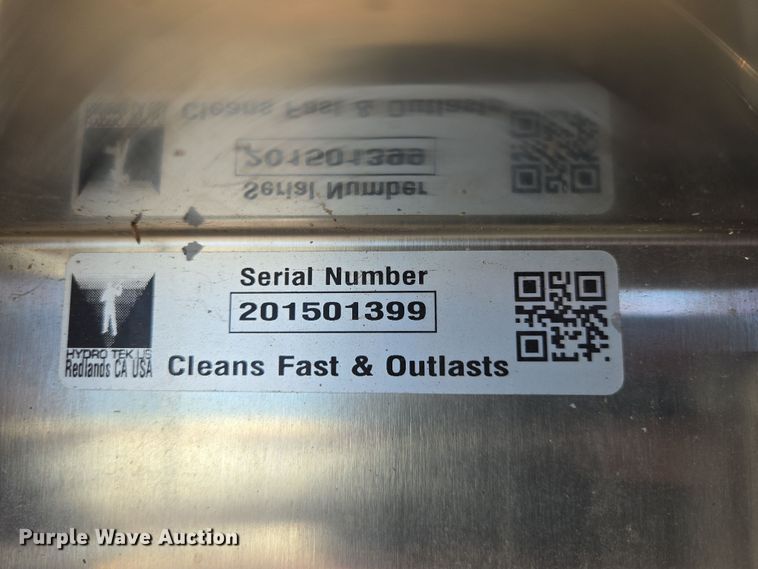 Serial Number
201501399
HYDRO TEK US
Redlands CA USA
Cleans Fast & Outlasts
Purple Wave Auction